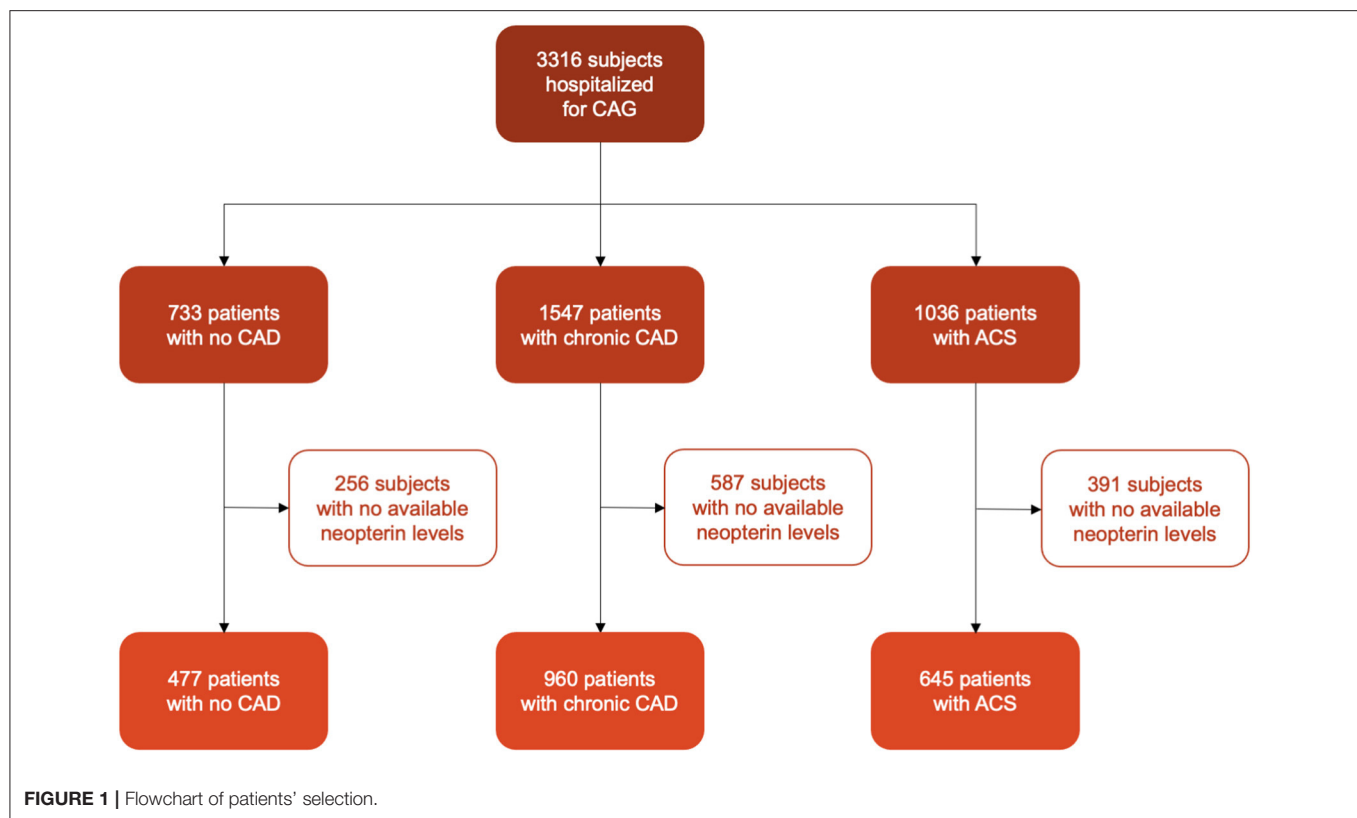 3316 subjects
hospitalized
for CAG
733 patients
with no CAD
1547 patients
with chronic CAD
1036 patients
with ACS
256 subjects
with no available
neopterin levels
587 subjects
with no available
neopterin levels
391 subjects
with no available
neopterin levels
477 patients
with no CAD
960 patients
with chronic CAD
645 patients
with ACS
FIGURE 1 | Flowchart of patients’ selection.